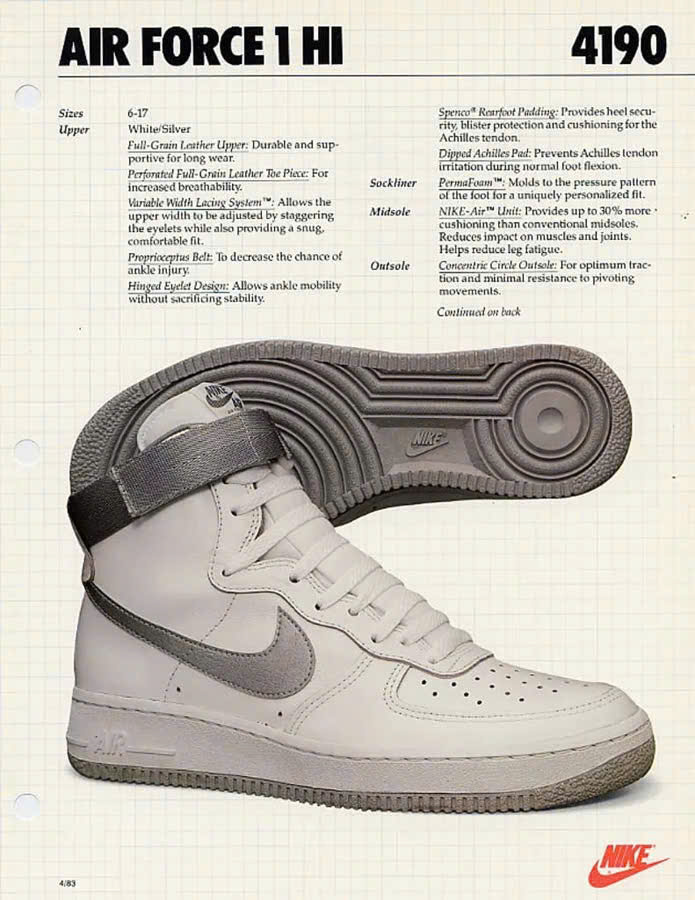 AIR FORCE 1 HI 4190
Sizes 6-17
Upper White/Silver
Full-Grain Leather Upper: Durable and sup-
portive for long wear.
Perforated Full-Grain Leather Toe Piece: For
increased breathability.
Variable Width Lacing System™: Allows the
upper width to be adjusted by staggering
the eyelets while also providing a snug,
comfortable fit.
Proprioceptus Belt: To decrease the chance of
ankle injury.
Hinged Eyelet Design: Allows ankle mobility
without sacrificing stability.
Spenco® Rearfoot Padding: Provides heel secu-
rity, blister protection and cushioning for the
Achilles tendon.
Dipped Achilles Pad: Prevents Achilles tendon
irritation during normal foot flexion.
Sockliner PermaFoam™: Molds to the pressure pattern
of the foot for a uniquely personalized fit.
Midsole NIKE-Air™ Unit: Provides up to 30% more
cushioning than conventional midsoles.
Reduces impact on muscles and joints.
Helps reduce leg fatigue.
Outsole Concentric Circle Outsole: For optimum trac-
tion and minimal resistance to pivoting
movements.
Continued on back
NIKE
NIKE
AIR
NIKE
4/83